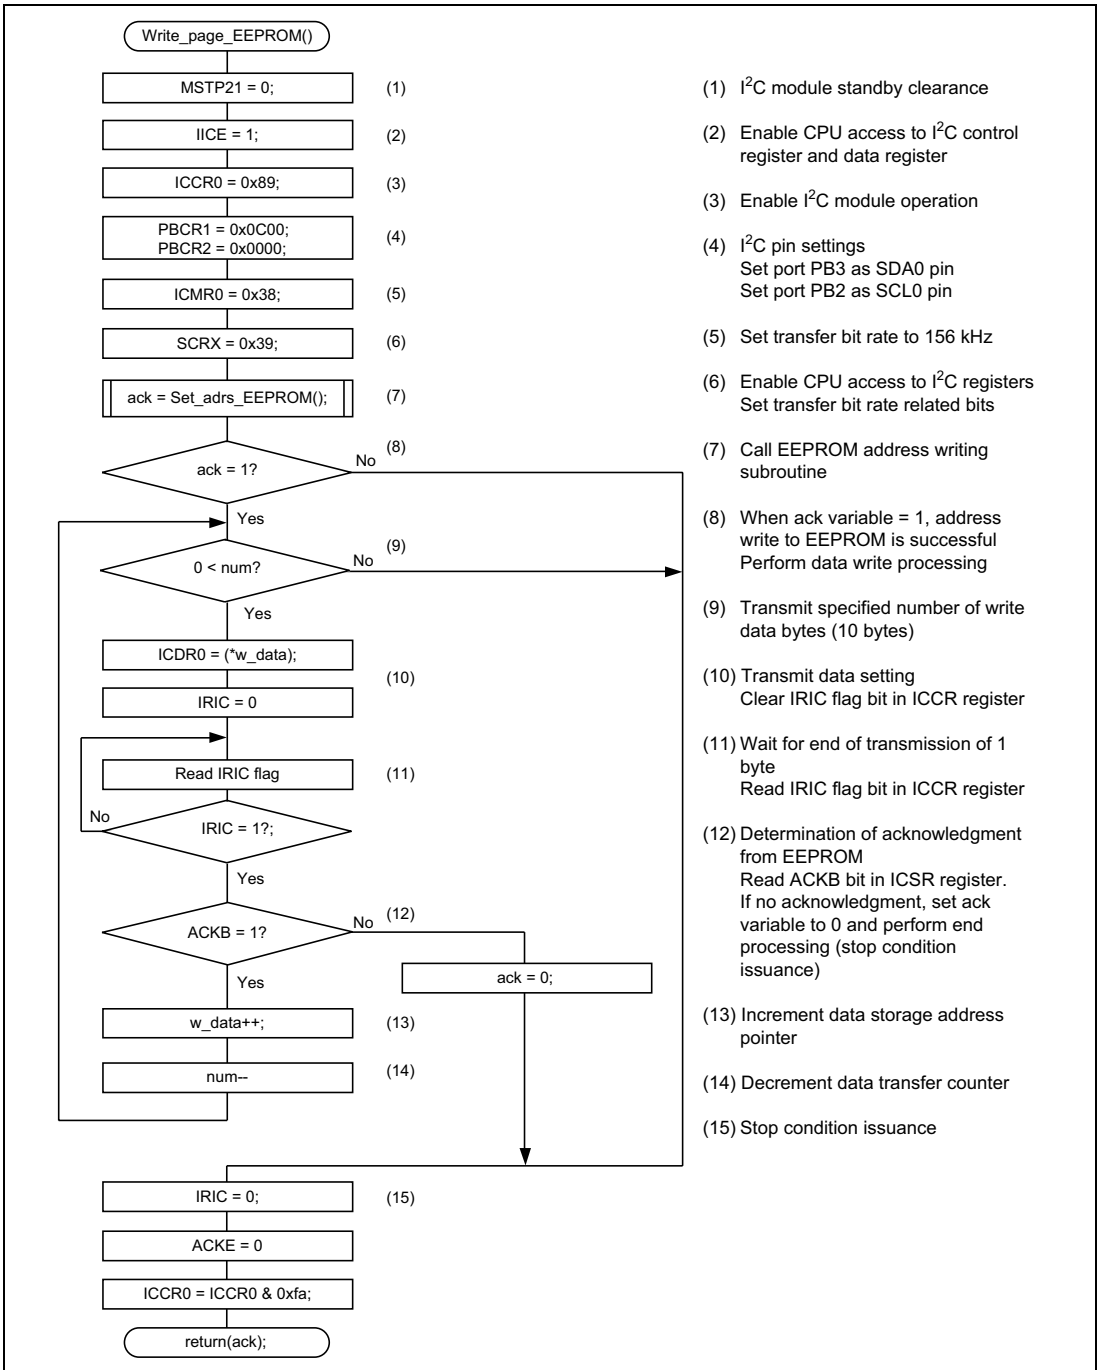 Write_page_EEPROM()
MSTP21 = 0;
(1)
IICE = 1;
(2)
ICCR0 = 0x89;
(3)
PBCR1 = 0x0C00;
PBCR2 = 0x0000;
(4)
ICMR0 = 0x38;
(5)
SCRX = 0x39;
(6)
ack = Set_adrs_EEPROM();
(7)
(8)
ack = 1?
No
Yes
(9)
0 < num?
No
Yes
ICDR0 = (*w_data);
(10)
IRIC = 0
Read IRIC flag
(11)
No
IRIC = 1?;
Yes
(12)
ACKB = 1?
No
ack = 0;
Yes
w_data++;
(13)
num--
(14)
IRIC = 0;
(15)
ACKE = 0
ICCR0 = ICCR0 & 0xfa;
return(ack);
(1) I2C module standby clearance
(2) Enable CPU access to I2C control
register and data register
(3) Enable I2C module operation
(4) I2C pin settings
Set port PB3 as SDA0 pin
Set port PB2 as SCL0 pin
(5) Set transfer bit rate to 156 kHz
(6) Enable CPU access to I2C registers
Set transfer bit rate related bits
(7) Call EEPROM address writing
subroutine
(8) When ack variable = 1, address
write to EEPROM is successful
Perform data write processing
(9) Transmit specified number of write
data bytes (10 bytes)
(10) Transmit data setting
Clear IRIC flag bit in ICCR register
(11) Wait for end of transmission of 1
byte
Read IRIC flag bit in ICCR register
(12) Determination of acknowledgment
from EEPROM
Read ACKB bit in ICSR register.
If no acknowledgment, set ack
variable to 0 and perform end
processing (stop condition
issuance)
(13) Increment data storage address
pointer
(14) Decrement data transfer counter
(15) Stop condition issuance